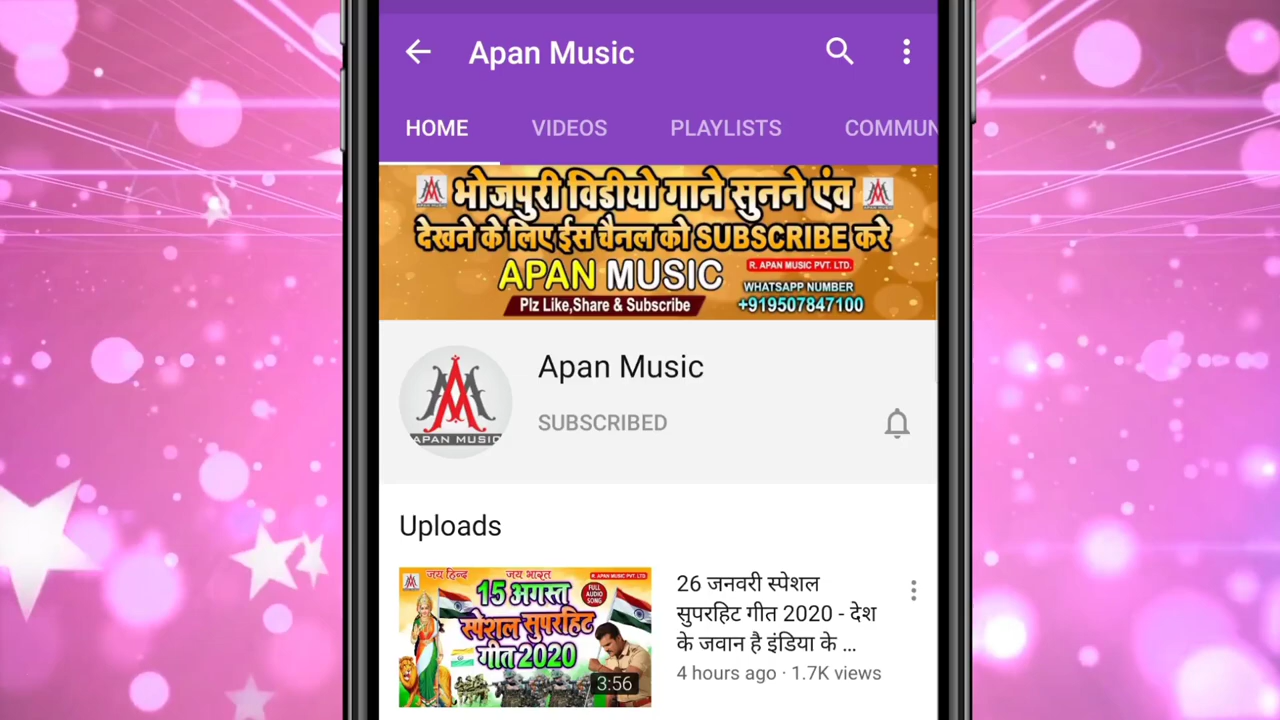 Apan Music
HOME VIDEOS PLAYLISTS COMMUN
भोजपुरी विडीयो गाने सुनने एंव
देखने के लिए ईस चैनल को SUBSCRIBE करे
APAN MUSIC
R. APAN MUSIC PVT. LTD.
Plz Like,Share & Subscribe
WHATSAPP NUMBER
+919507847100
Apan Music
APAN MUSIC
SUBSCRIBED
Uploads
जय हिन्द जय भारत
R. APAN MUSIC PVT. LTD
15 अगस्त
FULL AUDIO SONG
स्पेशल सुपरहिट
गीत 2020
3:56
26 जनवरी स्पेशल
सुपरहिट गीत 2020 - देश
के जवान है इंडिया के ...
4 hours ago · 1.7K views